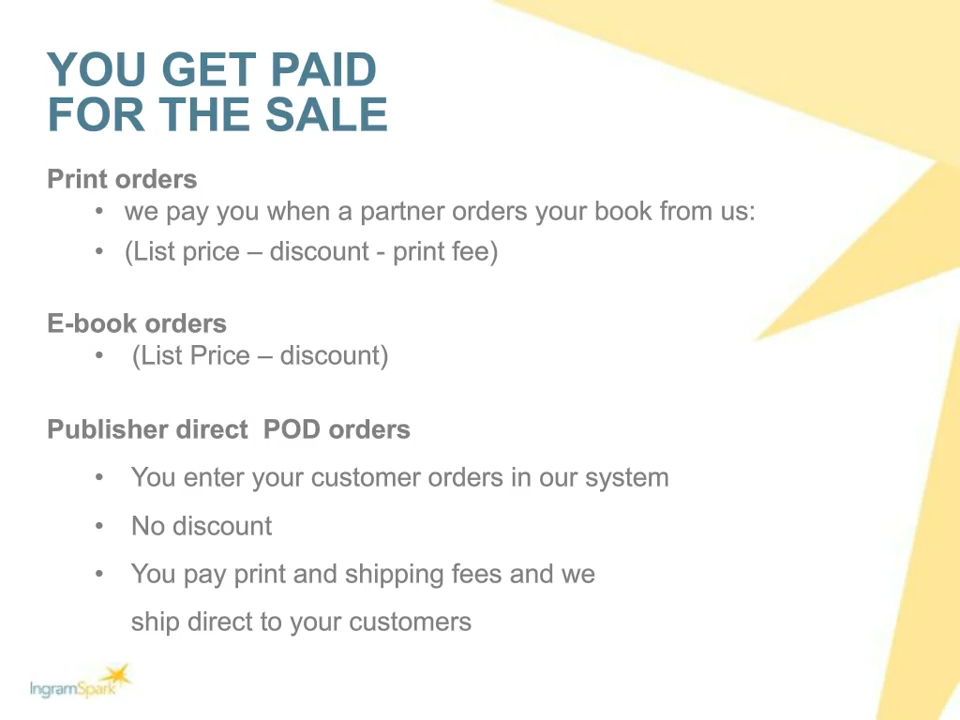 YOU GET PAID
FOR THE SALE
Print orders
• we pay you when a partner orders your book from us:
• (List price – discount - print fee)
E-book orders
• (List Price – discount)
Publisher direct  POD orders
• You enter your customer orders in our system
• No discount
• You pay print and shipping fees and we
ship direct to your customers
IngramSpark